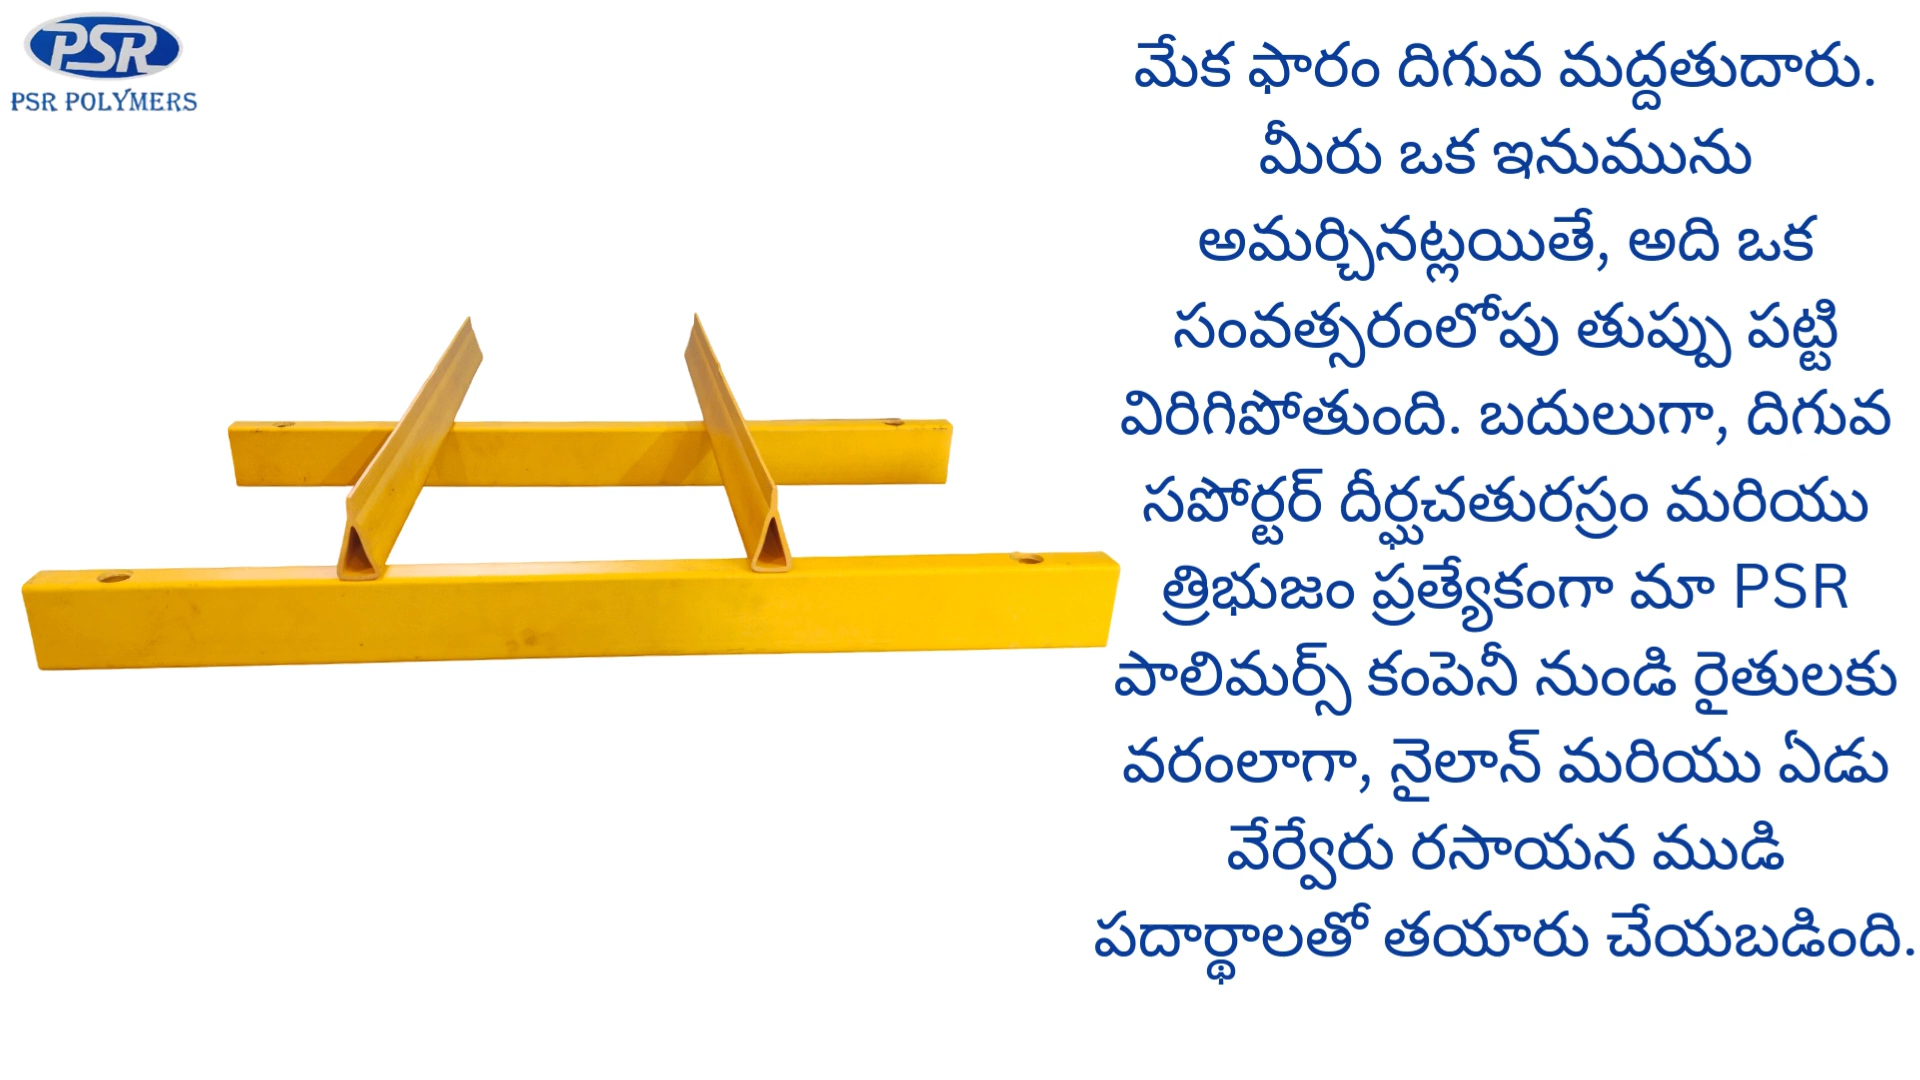 PSR
PSR POLYMERS
మేక ఫారం దిగువ మద్దతుదారు.
మీరు ఒక ఇనుమును
అమర్చినట్లయితే, అది ఒక
సంవత్సరంలోపు తుప్పు పట్టి
విరిగిపోతుంది. బదులుగా, దిగువ
సపోర్టర్ దీర్ఘచతురస్రం మరియు
త్రిభుజం ప్రత్యేకంగా మా PSR
పాలిమర్స్ కంపెనీ నుండి రైతులకు
వరంలాగా, నైలాన్ మరియు ఏడు
వేర్వేరు రసాయన ముడి
పదార్థాలతో తయారు చేయబడింది.